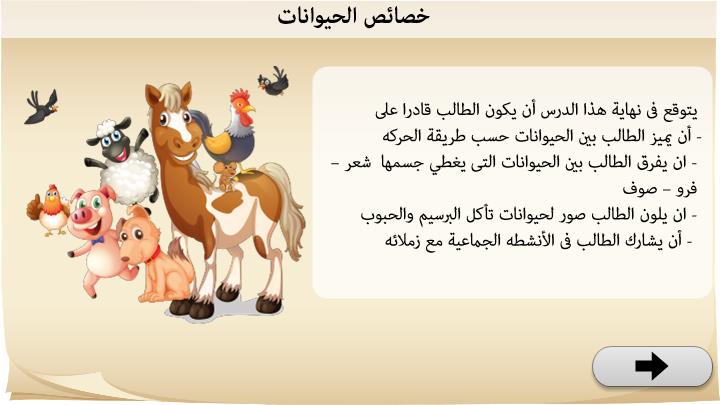 خصائص الحيوانات
يتوقع فى نهاية هذا الدرس أن يكون الطالب قادرا على
- أن يميز الطالب بين الحيوانات حسب طريقة الحركه
- ان يفرق الطالب بين الحيوانات التى يغطي جسمها شعر –
فرو – صوف
- ان يلون الطالب صور لحيوانات تأكل البرسيم والحبوب
- أن يشارك الطالب فى الأنشطه الجماعية مع زملائه